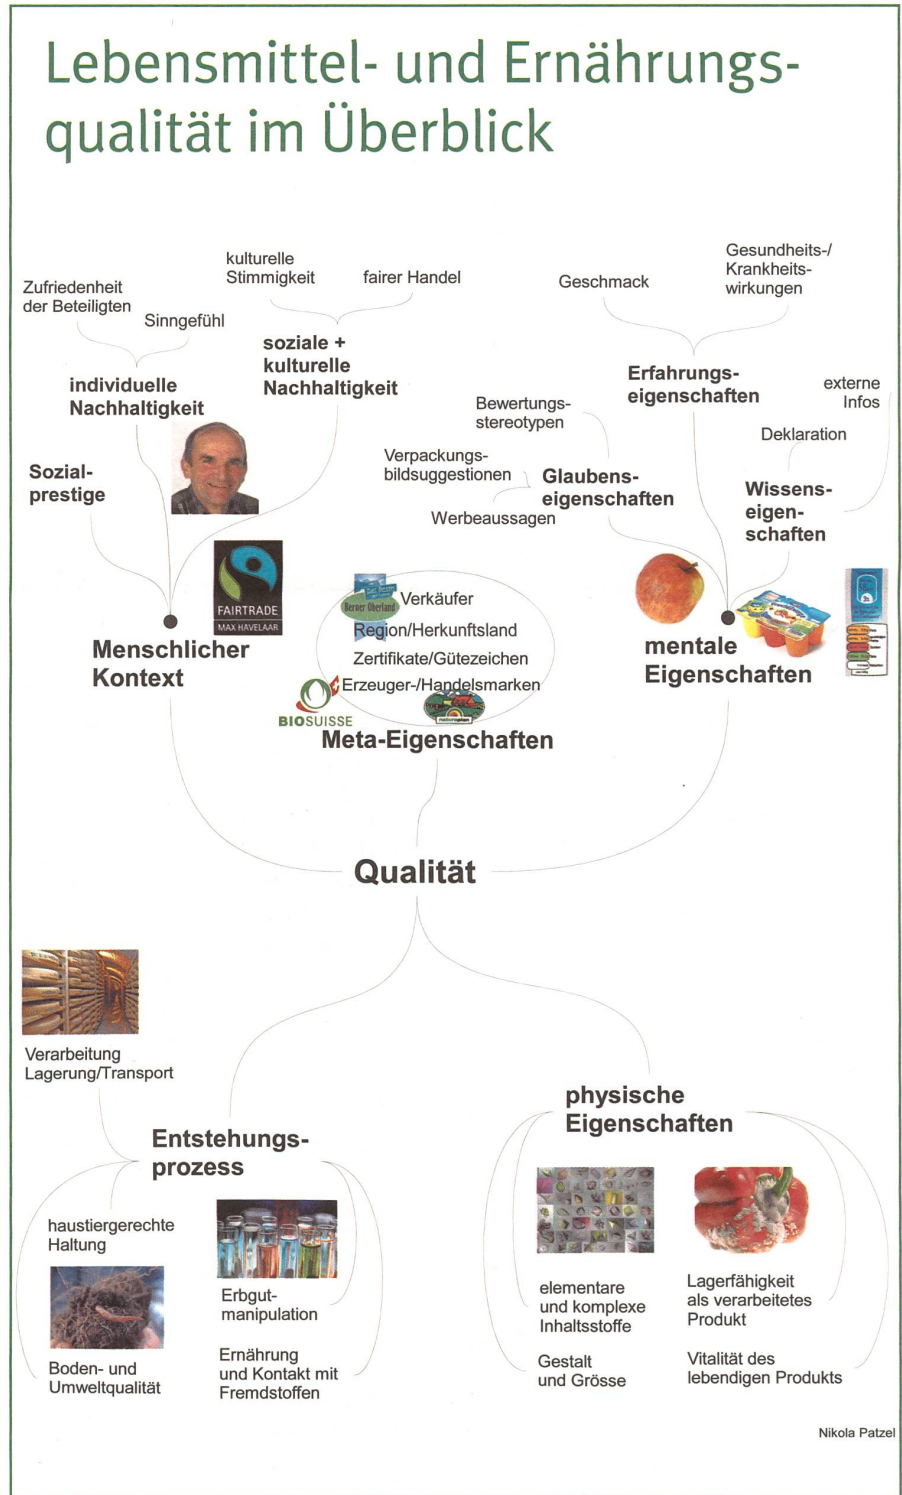 Lebensmittel- und Ernährungs-
qualität im Überblick
kulturelle
Stimmigkeit
fairer Handel
Zufriedenheit
der Beteiligten
Sinngefühl
soziale +
kulturelle
Nachhaltigkeit
individuelle
Nachhaltigkeit
Sozial-
prestige
FAIRTRADE
MAX HAVELAAR
Menschlicher
Kontext
Gesundheits-/
Krankheits-
wirkungen
Geschmack
Erfahrungs-
eigenschaften
externe
Infos
Bewertungs-
stereotypen
Deklaration
Verpackungs-
bildsuggestionen
Glaubens-
eigenschaften
Werbeaussagen
Wissens-
eigen-
schaften
mentale
Eigenschaften
Berner Oberland
Verkäufer
Region/Herkunftsland
Zertifikate/Gütezeichen
Erzeuger-/Handelsmarken
BIOSUISSE
naturaplan
Meta-Eigenschaften
Qualität
Verarbeitung
Lagerung/Transport
Entstehungs-
prozess
haustiergerechte
Haltung
Boden- und
Umweltqualität
Erbgut-
manipulation
Ernährung
und Kontakt mit
Fremdstoffen
physische
Eigenschaften
elementare
und komplexe
Inhaltsstoffe
Gestalt
und Grösse
Lagerfähigkeit
als verarbeitetes
Produkt
Vitalität des
lebendigen Produkts
Nikola Patzel